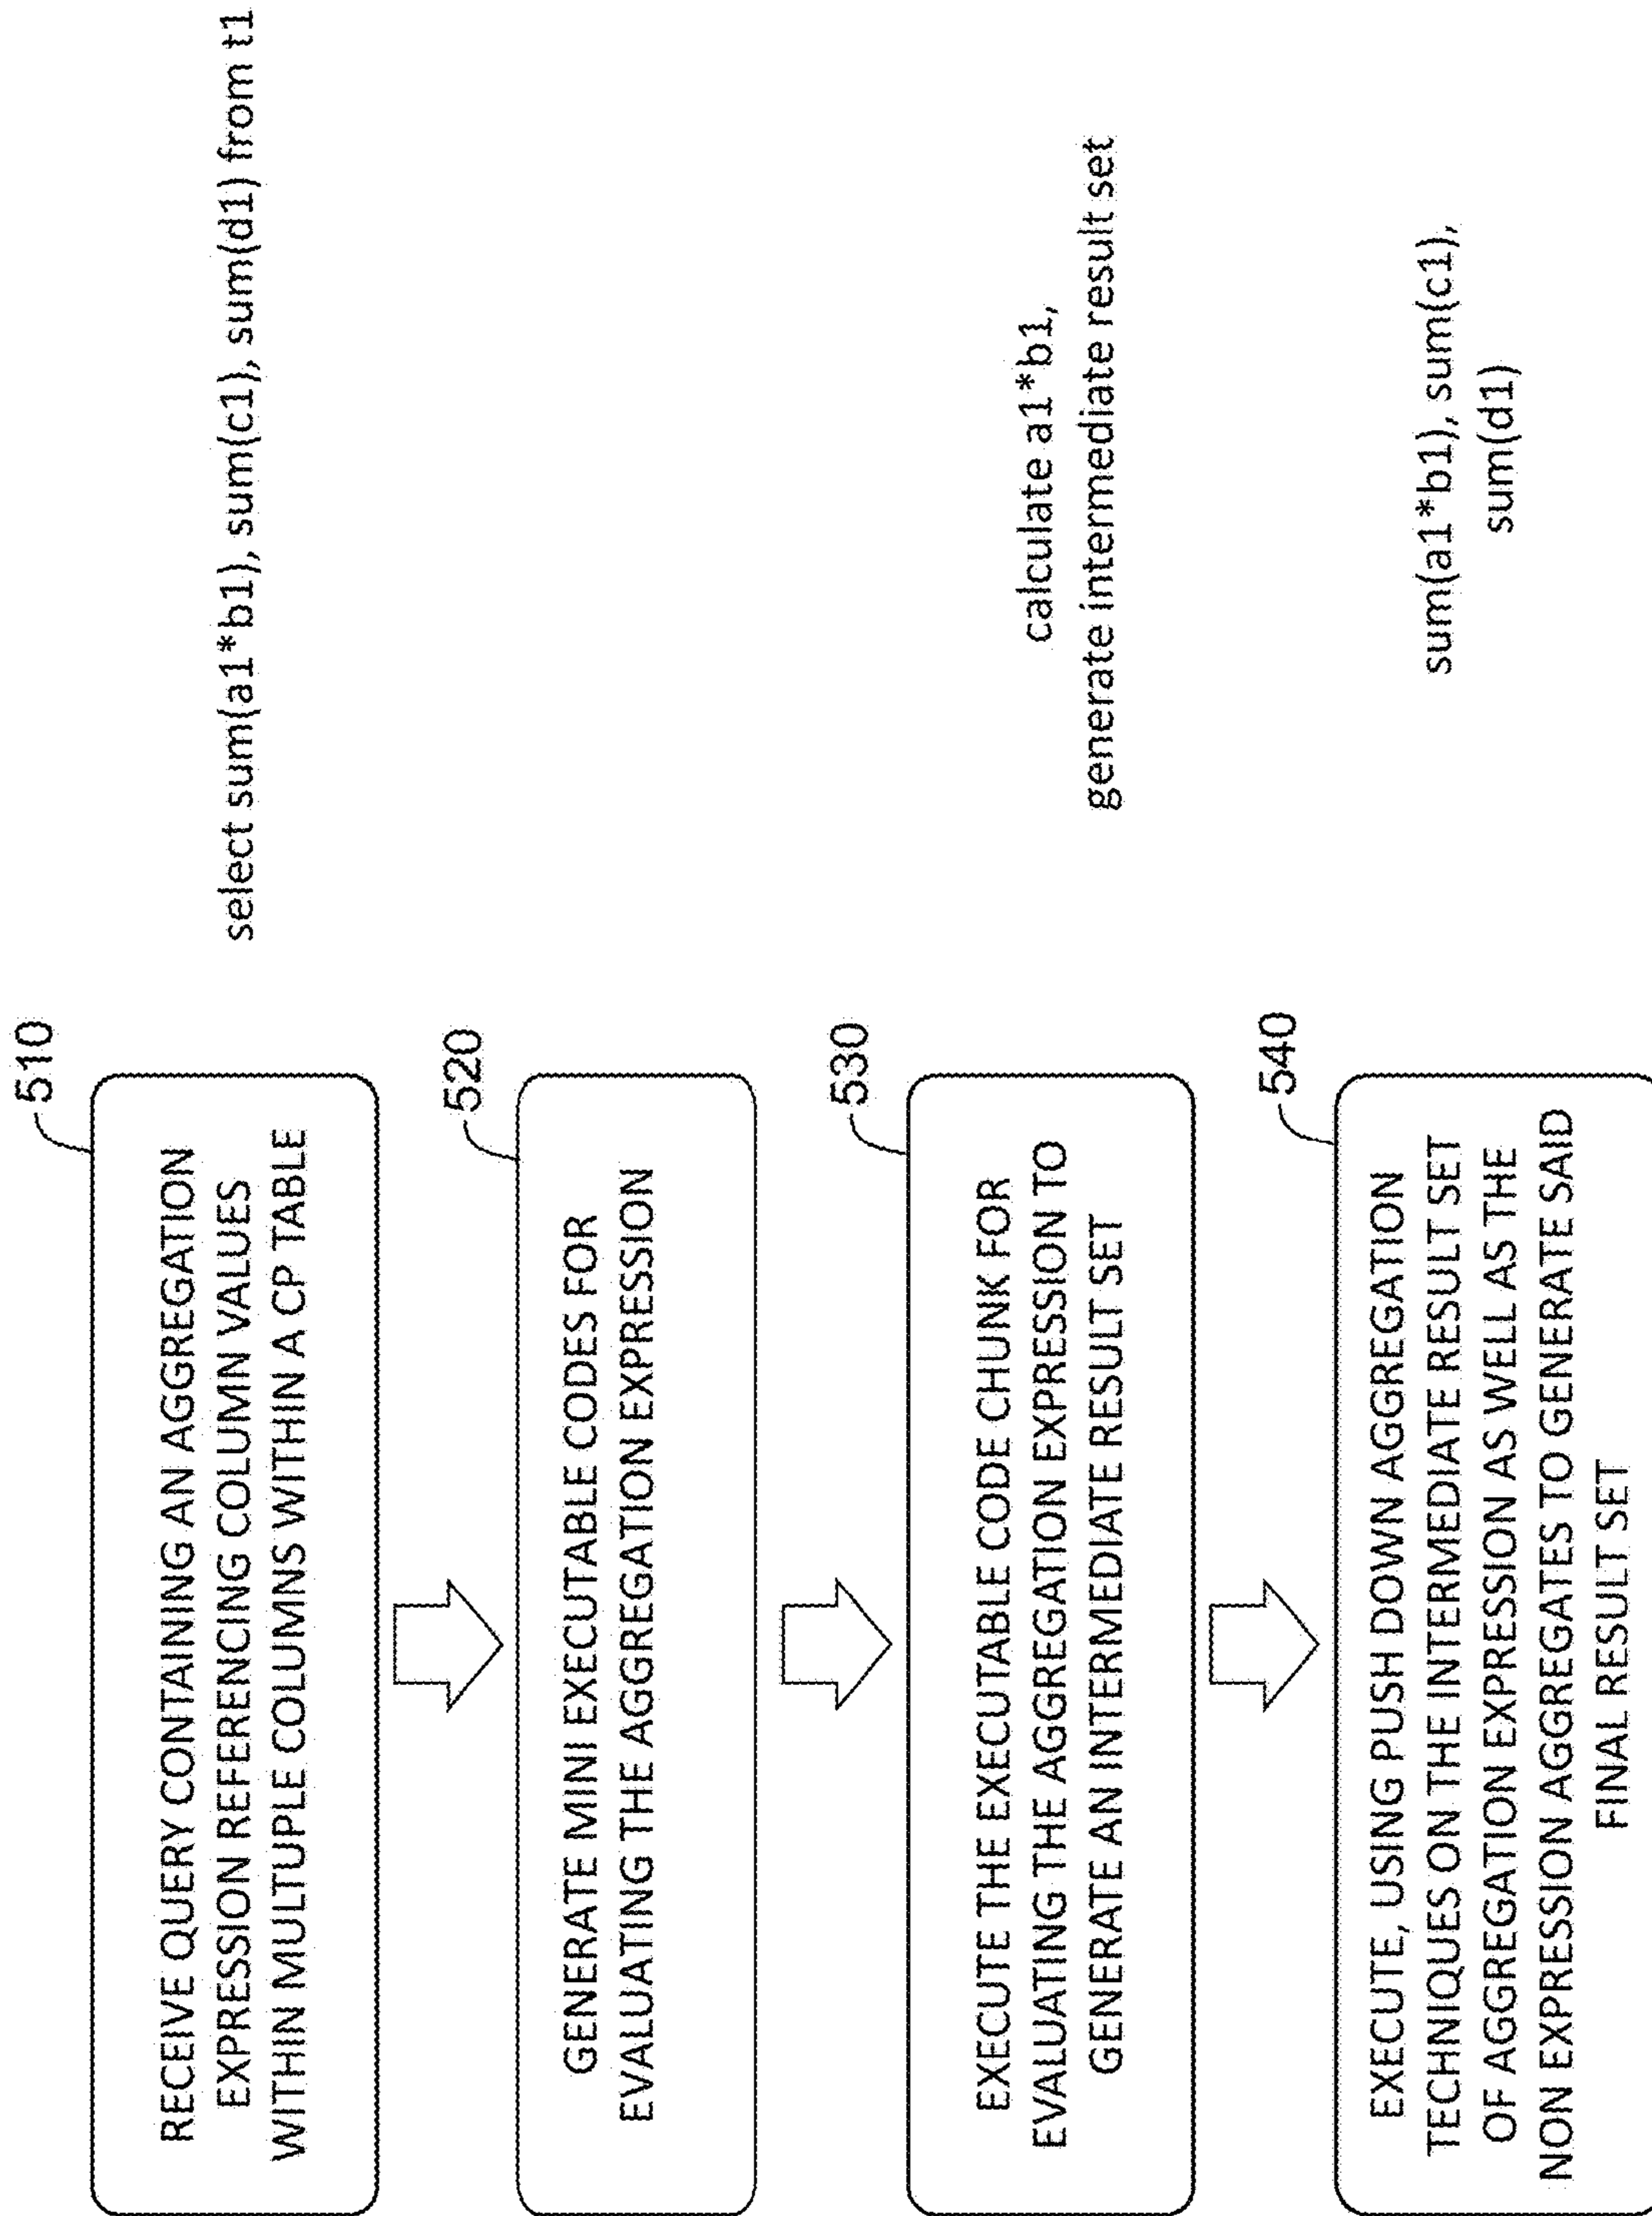 510
RECEIVE QUERY CONTAINING AN AGGREGATION
EXPRESSION REFERENCING COLUMN VALUES
WITHIN MULTUPLE COLUMNS WITHIN A CP TABLE
select sum(a1*b1), sum(c1), sum(d1) from t1
520
GENERATE MINI EXECUTABLE CODES FOR
EVALUATING THE AGGREGATION EXPRESSION
530
EXECUTE THE EXECUTABLE CODE CHUNK FOR
EVALUATING THE AGGREGATION EXPRESSION TO
GENERATE AN INTERMEDIATE RESULT SET
calculate a1*b1,
generate intermediate result set
540
EXECUTE, USING PUSH DOWN AGGREGATION
TECHNIQUES ON THE INTERMEDIATE RESULT SET
OF AGGREGATION EXPRESSION AS WELL AS THE
NON EXPRESSION AGGREGATES TO GENERATE SAID
FINAL RESULT SET
sum(a1*b1), sum(c1),
sum(d1)